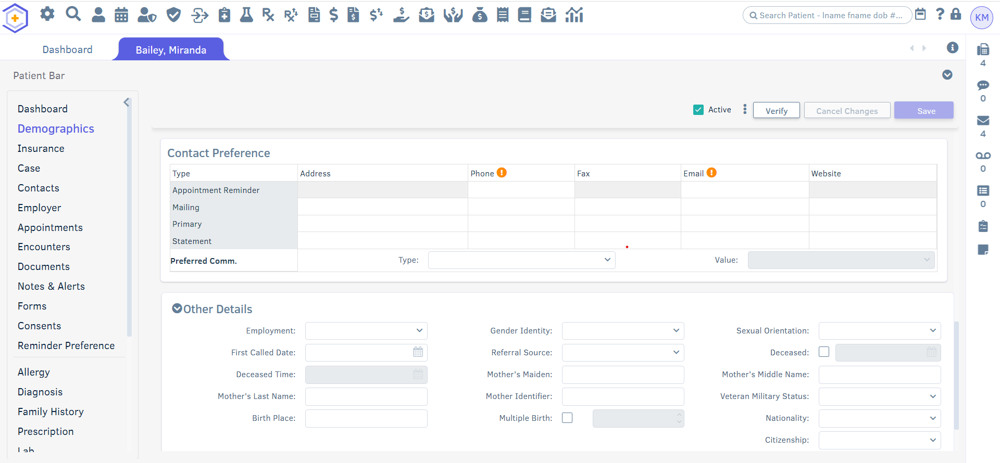 Search Patient - lname fname dob #...
KM
Dashboard
Bailey, Miranda
Patient Bar
4
0
4
0
0
Dashboard
Demographics
Insurance
Case
Contacts
Employer
Appointments
Encounters
Documents
Notes & Alerts
Forms
Consents
Reminder Preference
Allergy
Diagnosis
Family History
Prescription
Lab
Active
Verify
Cancel Changes
Save
Contact Preference
Type Address Phone Fax Email Website
Appointment Reminder
Mailing
Primary
Statement
Preferred Comm. Type: Value:
Other Details
Employment: Gender Identity: Sexual Orientation:
First Called Date: Referral Source: Deceased:
Deceased Time: Mother's Maiden: Mother's Middle Name:
Mother's Last Name: Mother Identifier: Veteran Military Status:
Birth Place: Multiple Birth: Nationality:
Citizenship: